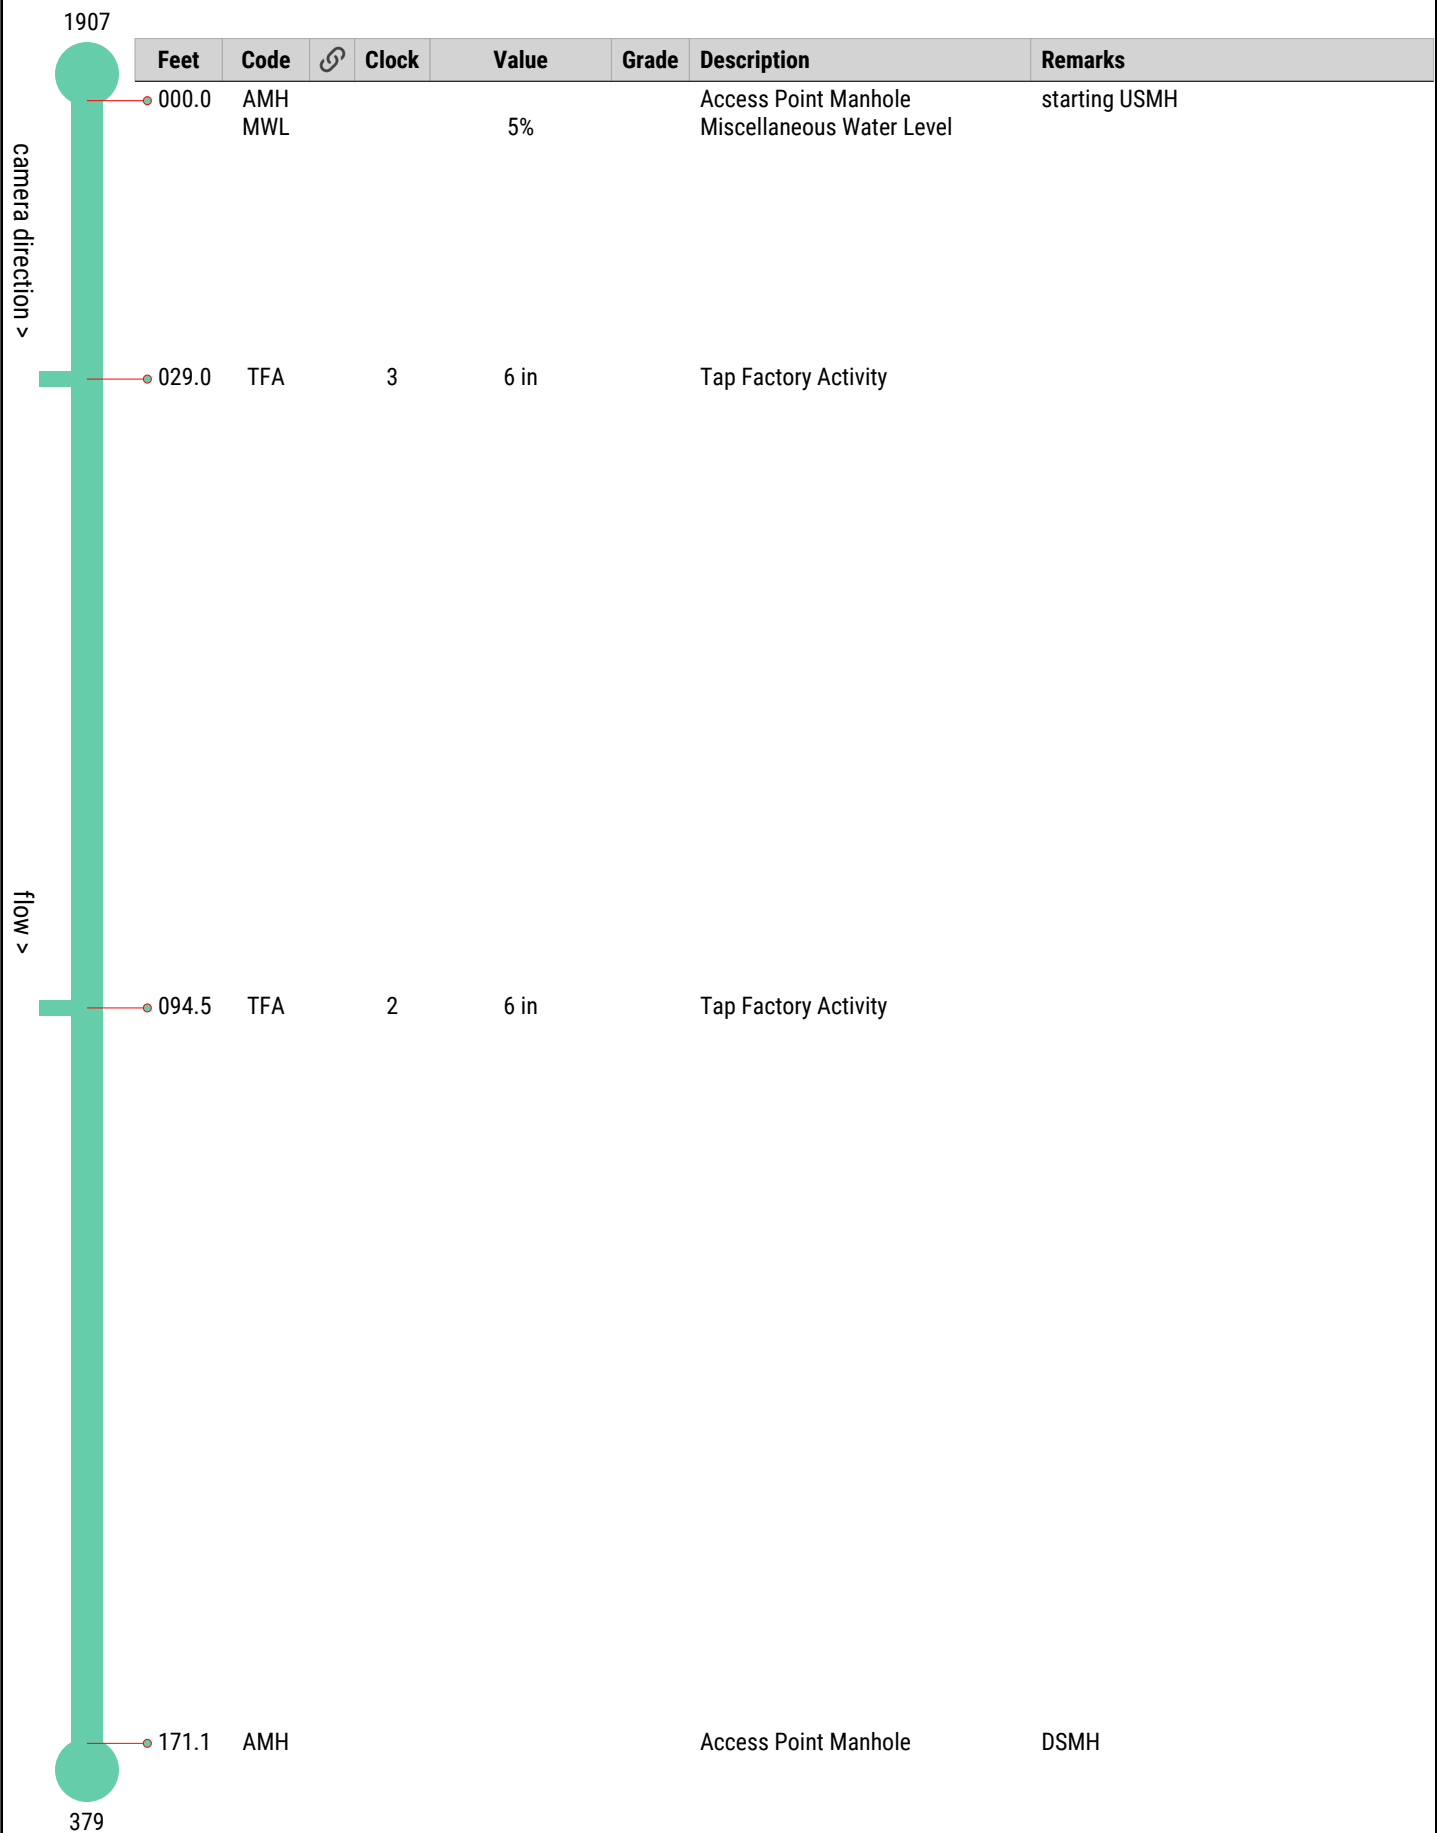 1907
Feet Code Clock Value Grade Description Remarks
000.0 AMH Access Point Manhole starting USMH
MWL 5% Miscellaneous Water Level
camera direction >
029.0 TFA 3 6 in Tap Factory Activity
flow >
094.5 TFA 2 6 in Tap Factory Activity
171.1 AMH Access Point Manhole DSMH
379